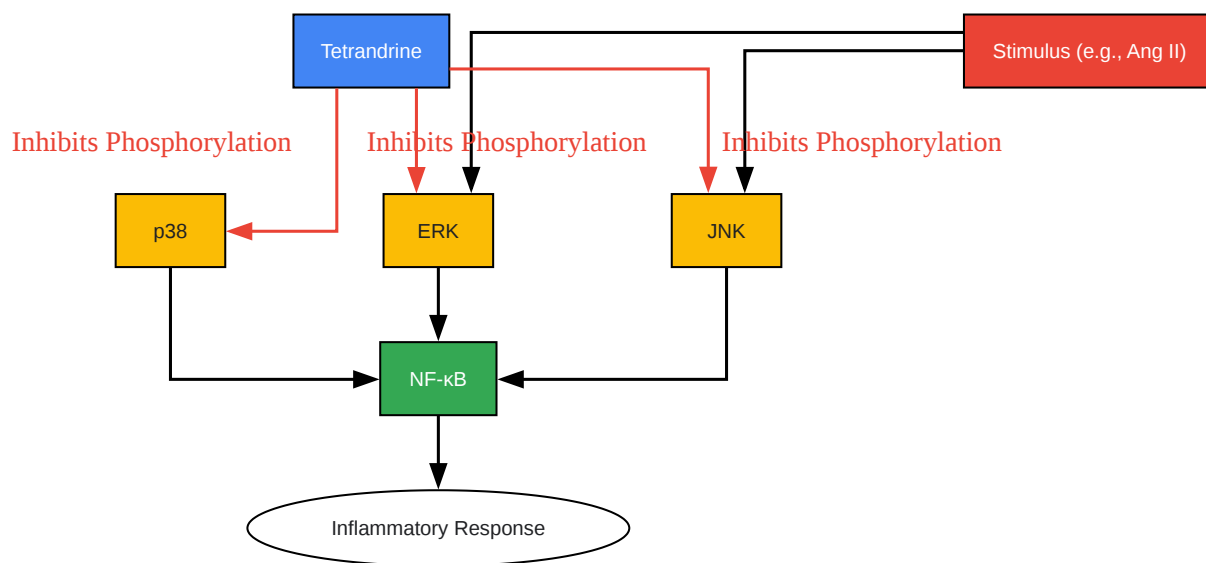 Tetrandrine
Stimulus (e.g., Ang II)
Inhibits Phosphorylation
Inhibits Phosphorylation
Inhibits Phosphorylation
p38
ERK
JNK
NF-κB
Inflammatory Response